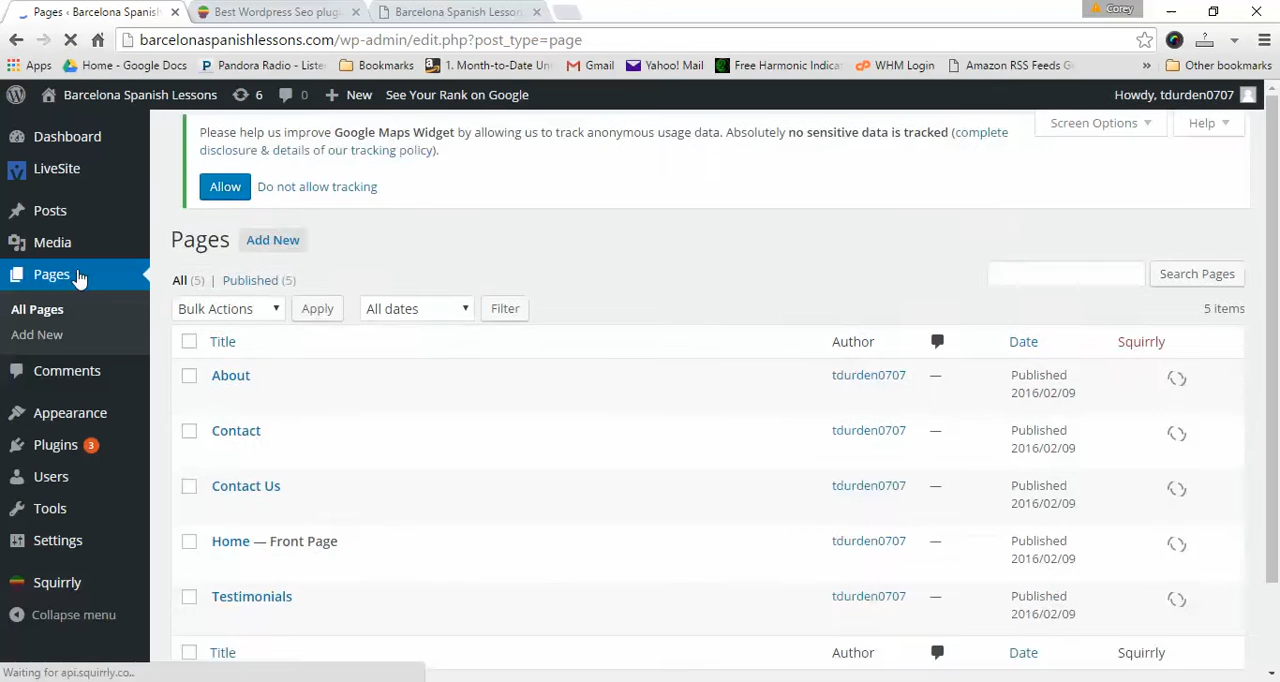 Pages ‹ Barcelona Spanish
Best Wordpress Seo plug
Barcelona Spanish Lesson
Corey
barcelonaspanishlessons.com/wp-admin/edit.php?post_type=page
Apps
Home - Google Docs
Pandora Radio - Liste
Bookmarks
1. Month-to-Date Un
Gmail
Yahoo! Mail
Free Harmonic Indica
WHM Login
Amazon RSS Feeds G
»
Other bookmarks
Barcelona Spanish Lessons
6
0
New
See Your Rank on Google
Howdy, tdurden0707
Dashboard
LiveSite
Posts
Media
Pages
All Pages
Add New
Comments
Appearance
Plugins 3
Users
Tools
Settings
Squirrly
Collapse menu
Please help us improve Google Maps Widget by allowing us to track anonymous usage data. Absolutely no sensitive data is tracked (complete
disclosure & details of our tracking policy).
Allow
Do not allow tracking
Screen Options
Help
Pages
Add New
All (5) | Published (5)
Search Pages
Bulk Actions
Apply
All dates
Filter
5 items
Title
Author
Date
Squirrly
About
tdurden0707
—
Published
2016/02/09
Contact
tdurden0707
—
Published
2016/02/09
Contact Us
tdurden0707
—
Published
2016/02/09
Home — Front Page
tdurden0707
—
Published
2016/02/09
Testimonials
tdurden0707
—
Published
2016/02/09
Title
Author
Date
Squirrly
Waiting for api.squirrly.co...